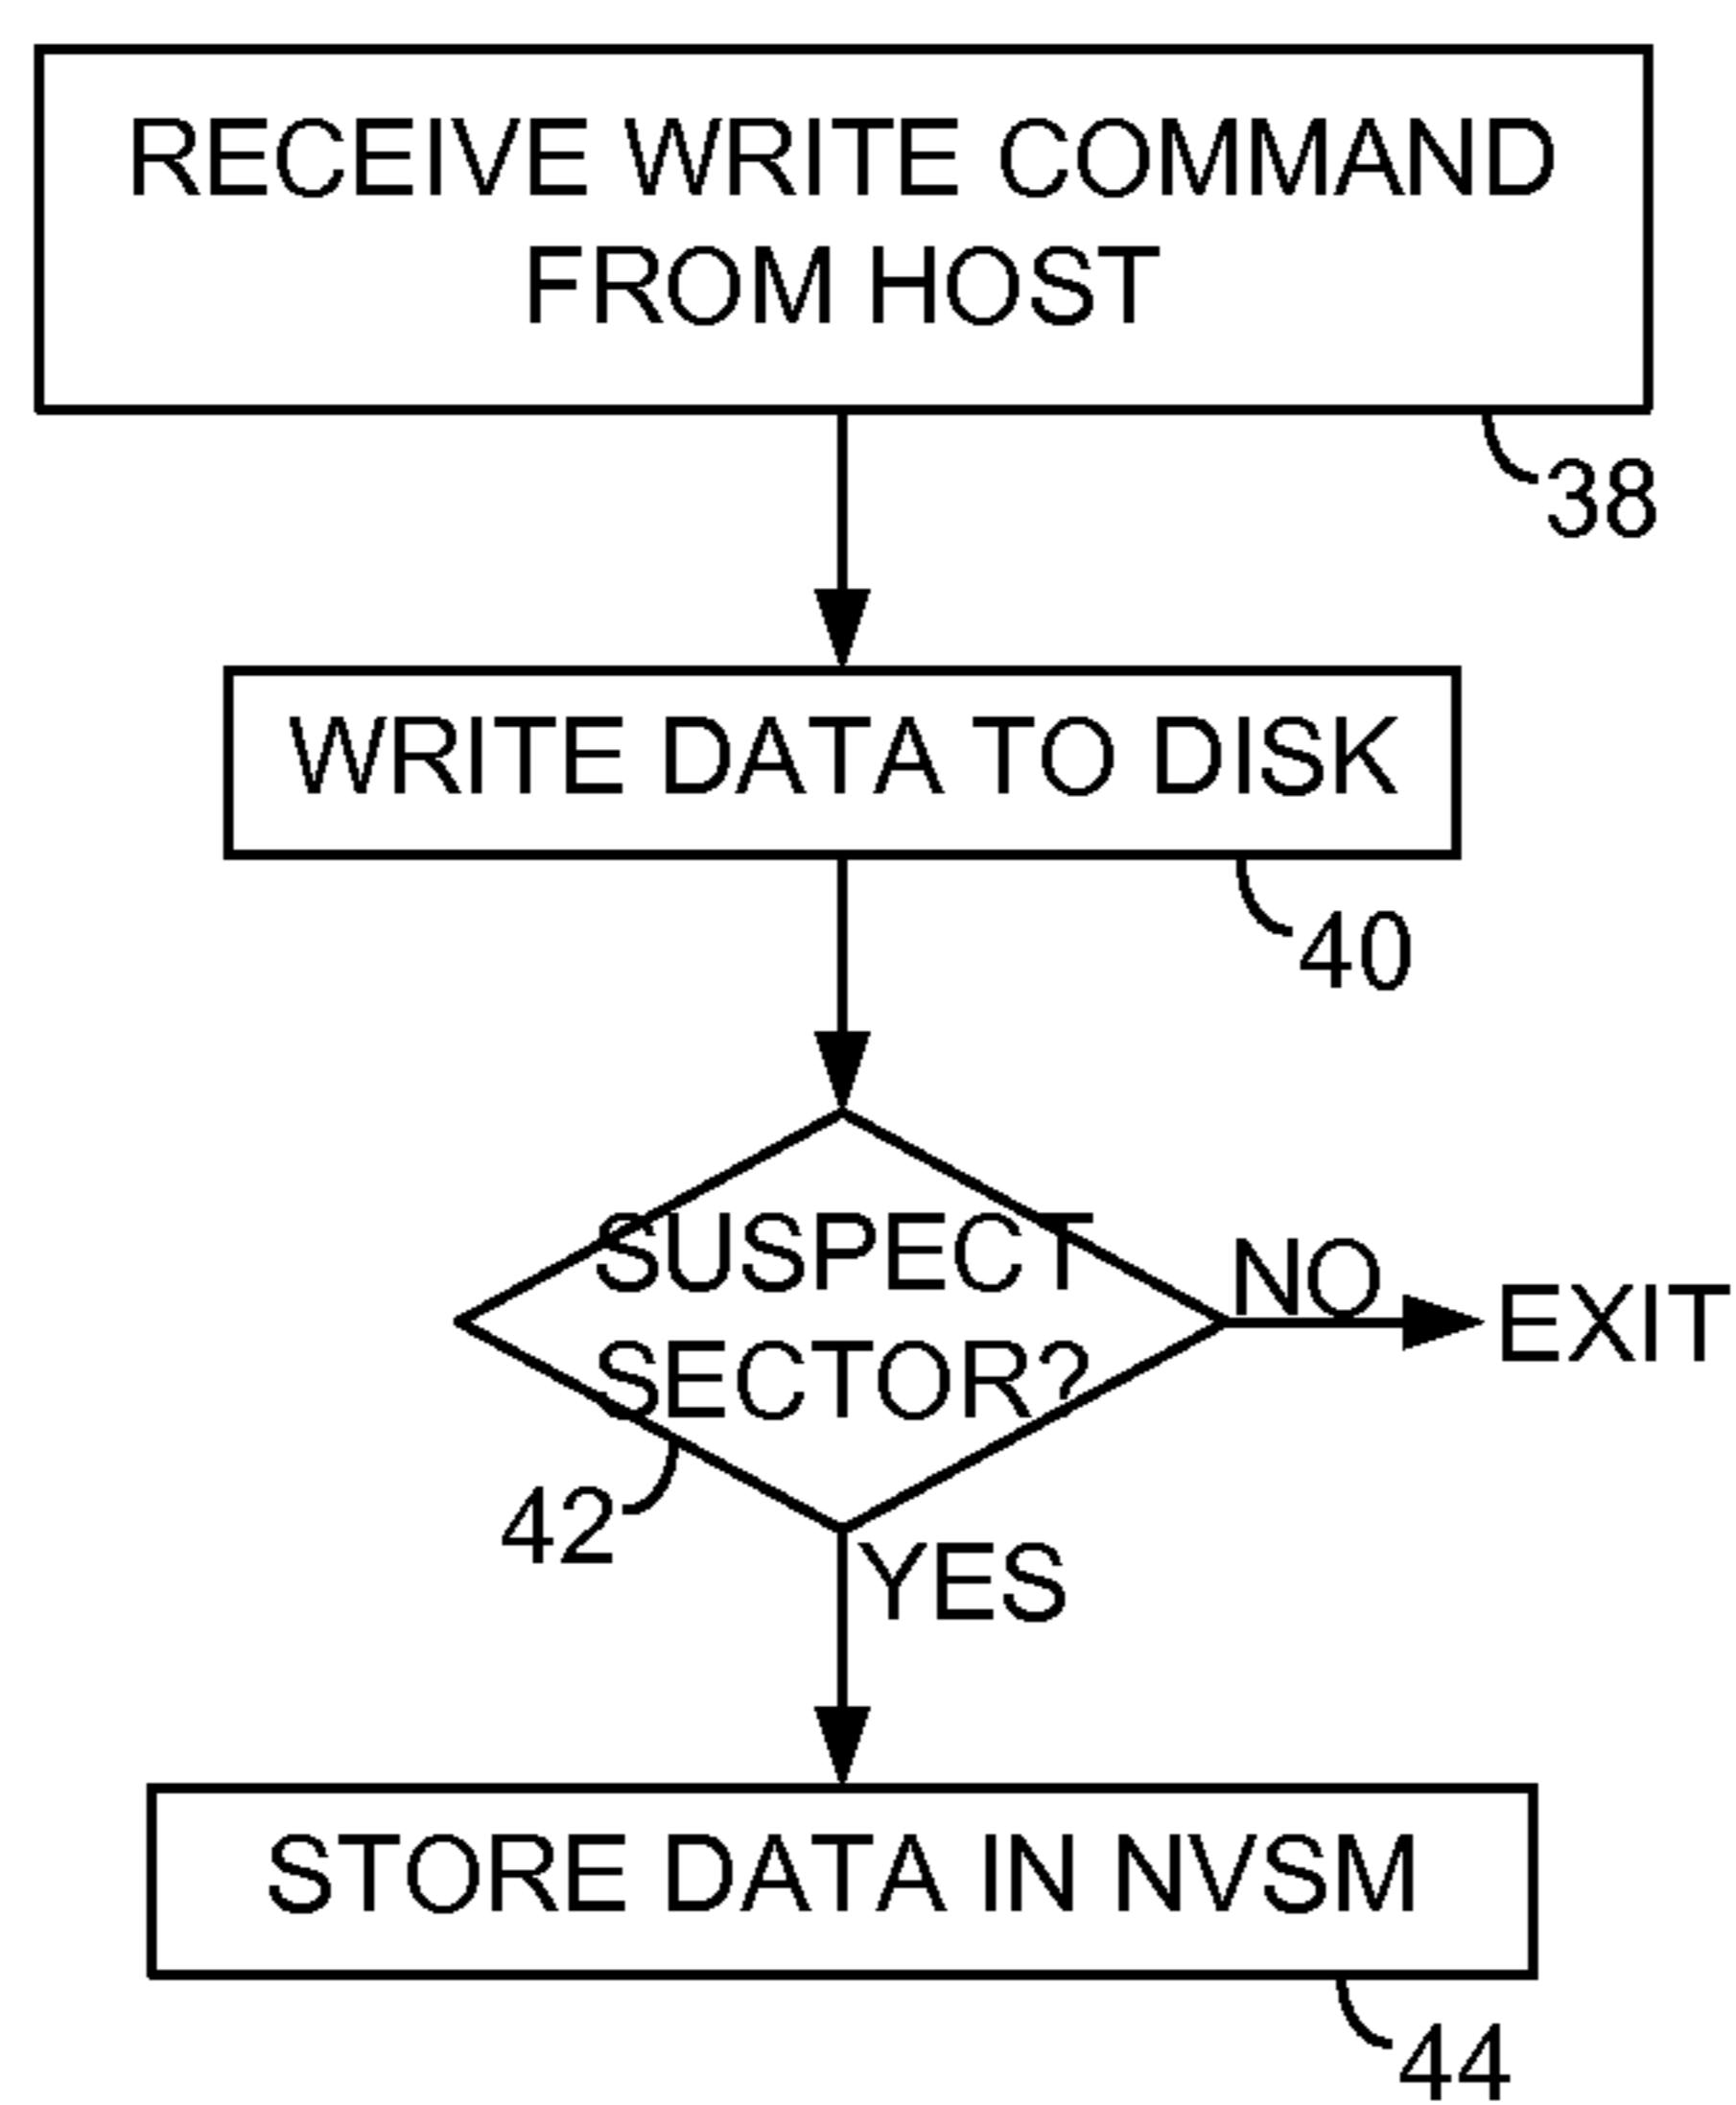 RECEIVE WRITE COMMAND
FROM HOST
38
WRITE DATA TO DISK
40
SUSPECT
SECTOR?
NO
EXIT
42
YES
STORE DATA IN NVSM
44